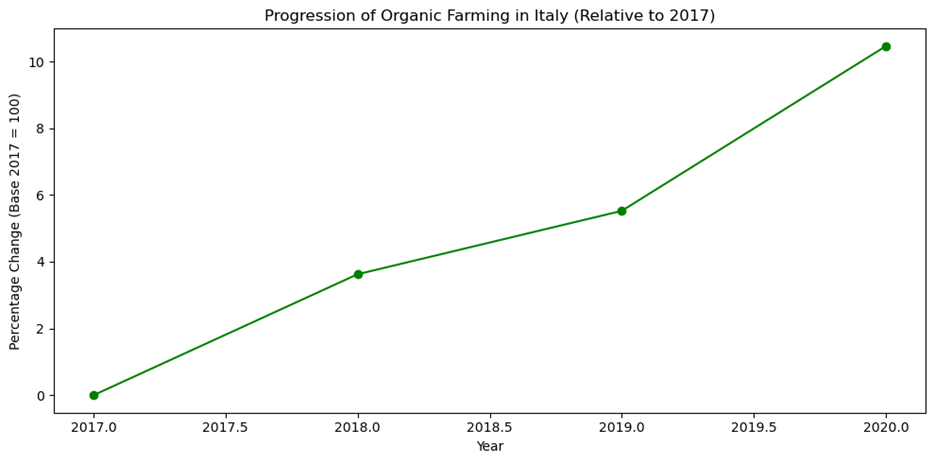 Progression of Organic Farming in Italy (Relative to 2017)
Percentage Change (Base 2017 = 100)
10
8
6
4
2
0
2017.0 2017.5 2018.0 2018.5 2019.0 2019.5 2020.0
Year